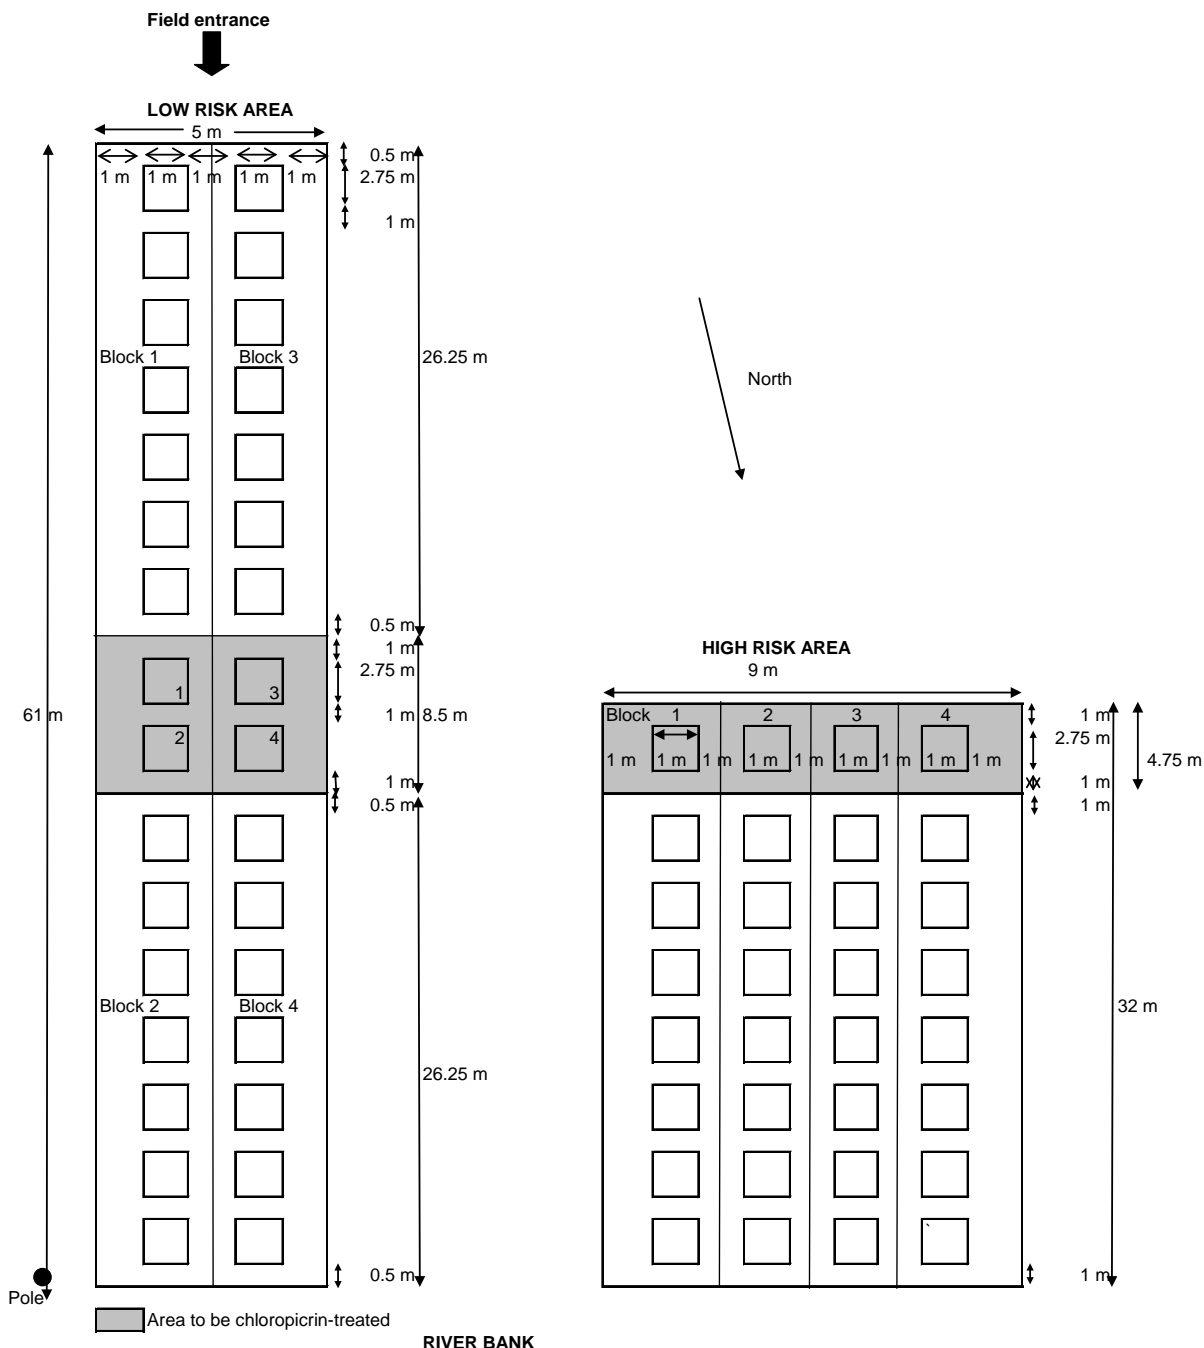 Field entrance
LOW RISK AREA
5 m
0.5 m
1 m 1 m 1 m 1 m 1 m
2.75 m
1 m
Block 1
Block 3
26.25 m
North
0.5 m
1 m
2.75 m
1
3
61 m
1 m
8.5 m
2
4
1 m
0.5 m
HIGH RISK AREA
9 m
Block 1 2 3 4
1 m
2.75 m
1 m 1 m 1 m 1 m 1 m 1 m 1 m 1 m 1 m
4.75 m
1 m
1 m
Block 2
Block 4
32 m
26.25 m
0.5 m
1 m
Pole
Area to be chloropicrin-treated
RIVER BANK